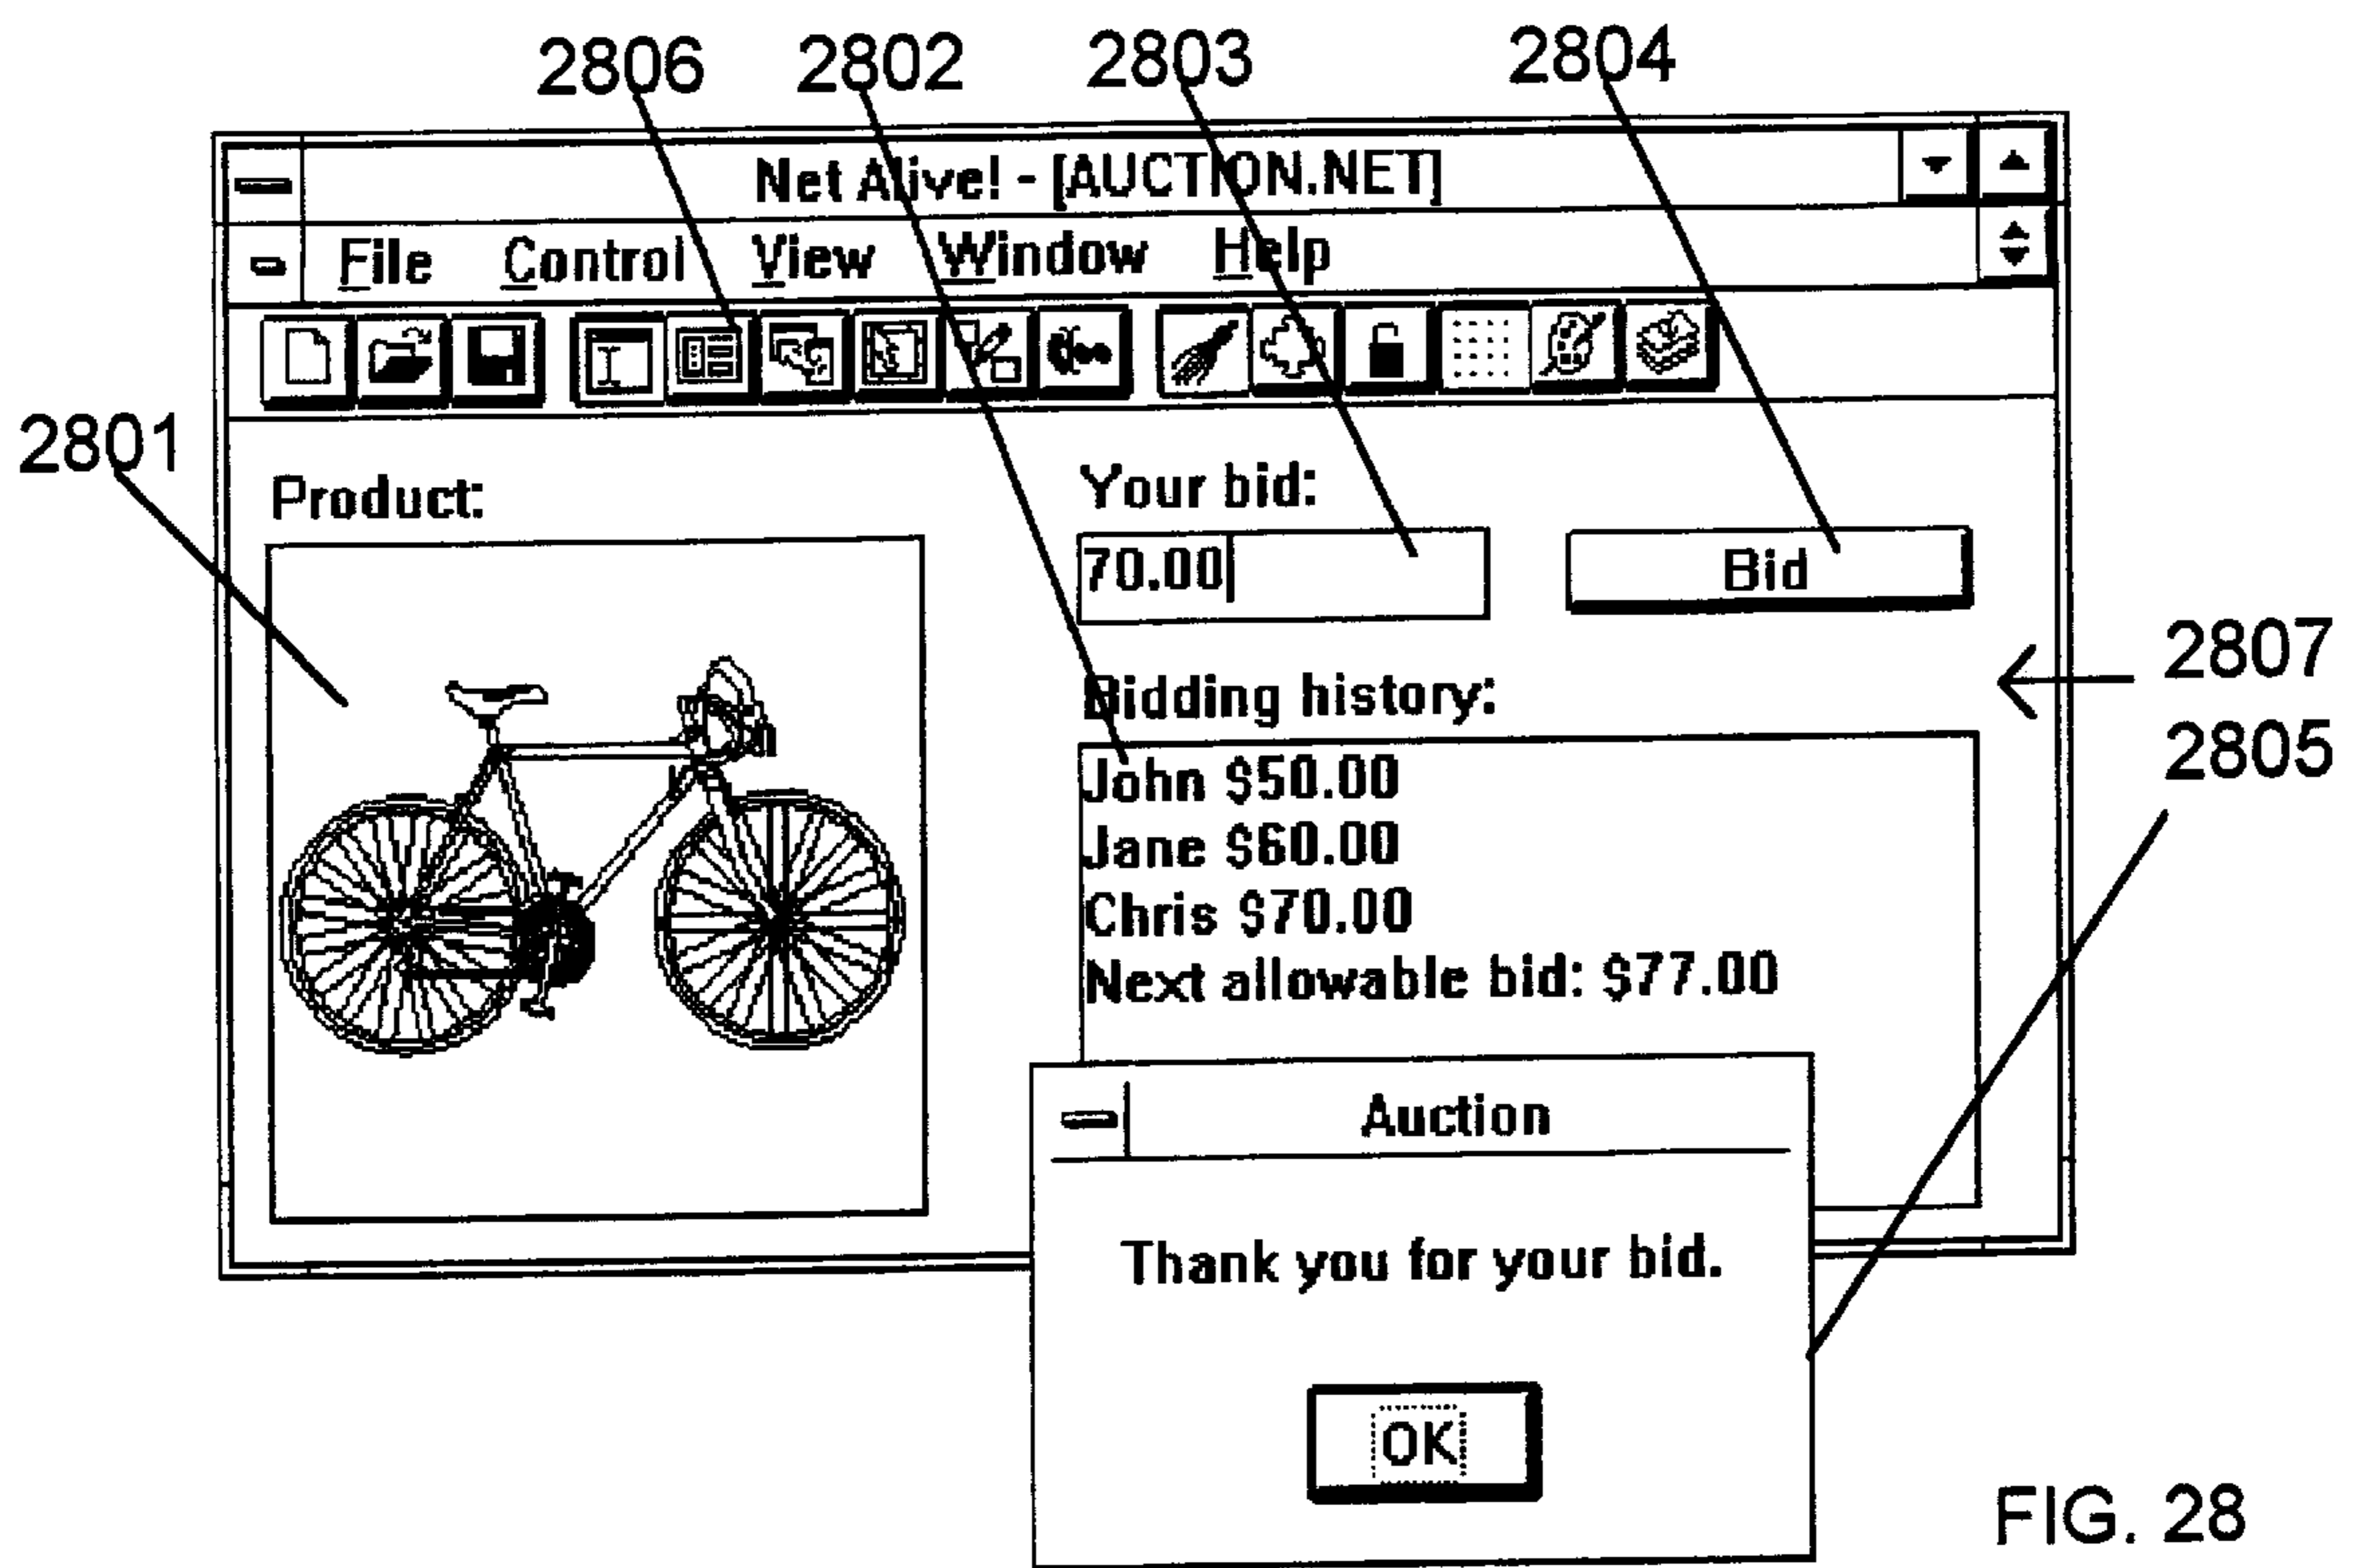 2806 2802 2803 2804
Net Alive! - [AUCTION.NET]
File Control View Window Help
2801
Product:
Your bid:
70.00
Bid
2807
Bidding history:
2805
John $50.00
Jane $60.00
Chris $70.00
Next allowable bid: $77.00
Auction
Thank you for your bid.
OK
FIG. 28